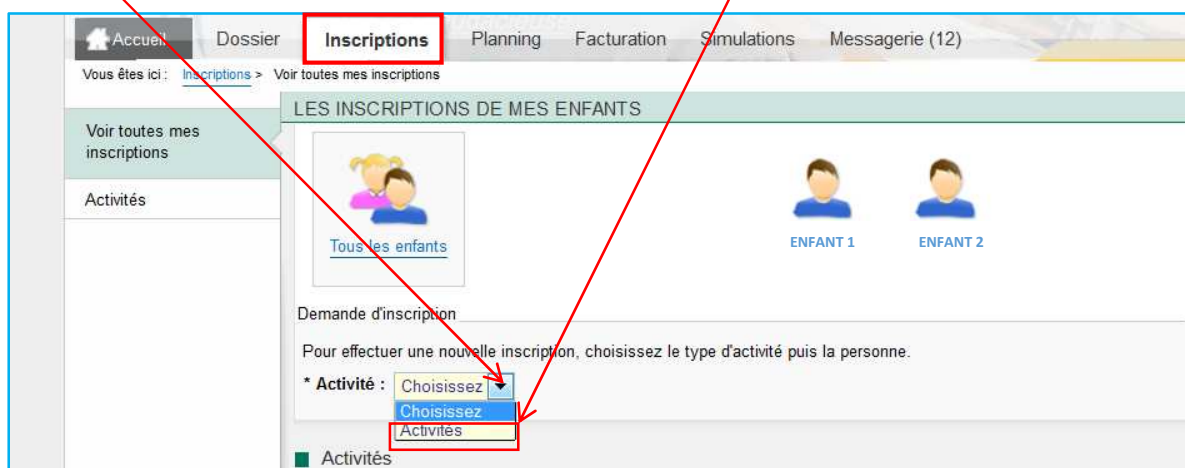 Accueil Dossier Inscriptions Planning Facturation Simulations Messagerie (12)
Vous êtes ici : Inscriptions > Voir toutes mes inscriptions
LES INSCRIPTIONS DE MES ENFANTS
Voir toutes mes
inscriptions
Activités
Tous les enfants
ENFANT 1 ENFANT 2
Demande d'inscription
Pour effectuer une nouvelle inscription, choisissez le type d'activité puis la personne.
* Activité : Choisissez
Choisissez
Activités
Activités